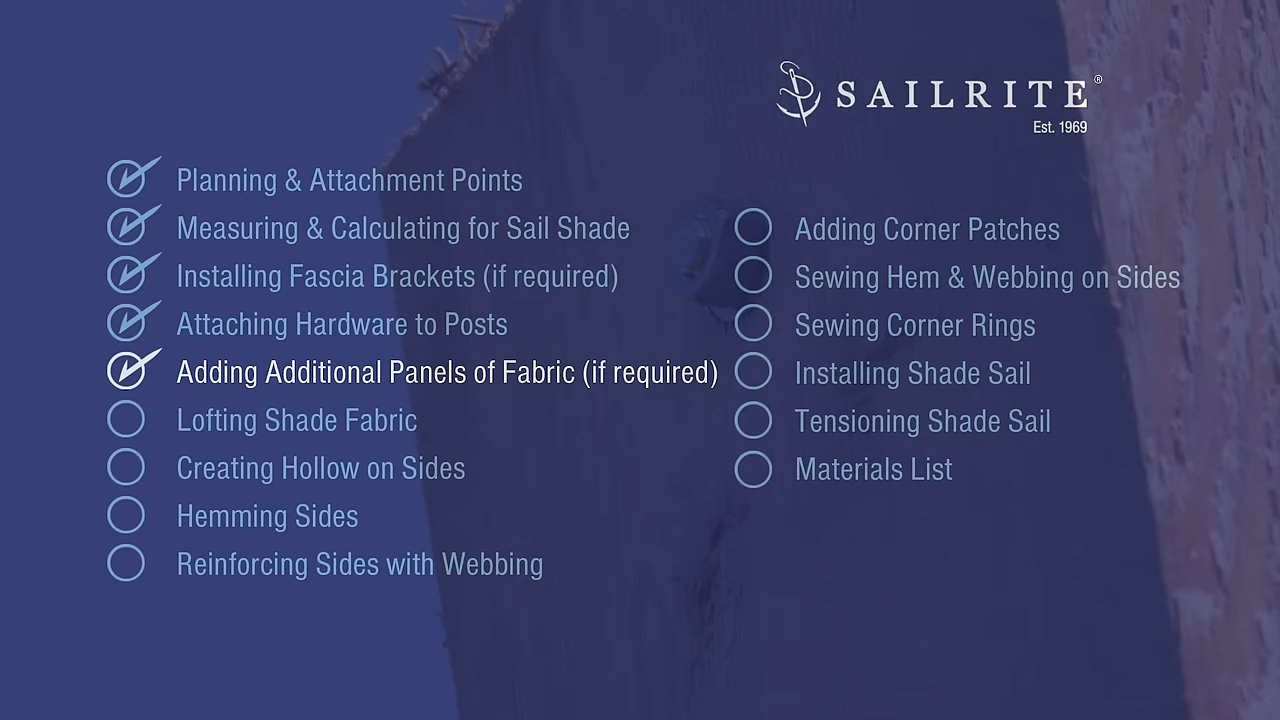 SAILRITE®
Est. 1969
Planning & Attachment Points
Measuring & Calculating for Sail Shade
Installing Fascia Brackets (if required)
Attaching Hardware to Posts
Adding Additional Panels of Fabric (if required)
Lofting Shade Fabric
Creating Hollow on Sides
Hemming Sides
Reinforcing Sides with Webbing
Adding Corner Patches
Sewing Hem & Webbing on Sides
Sewing Corner Rings
Installing Shade Sail
Tensioning Shade Sail
Materials List